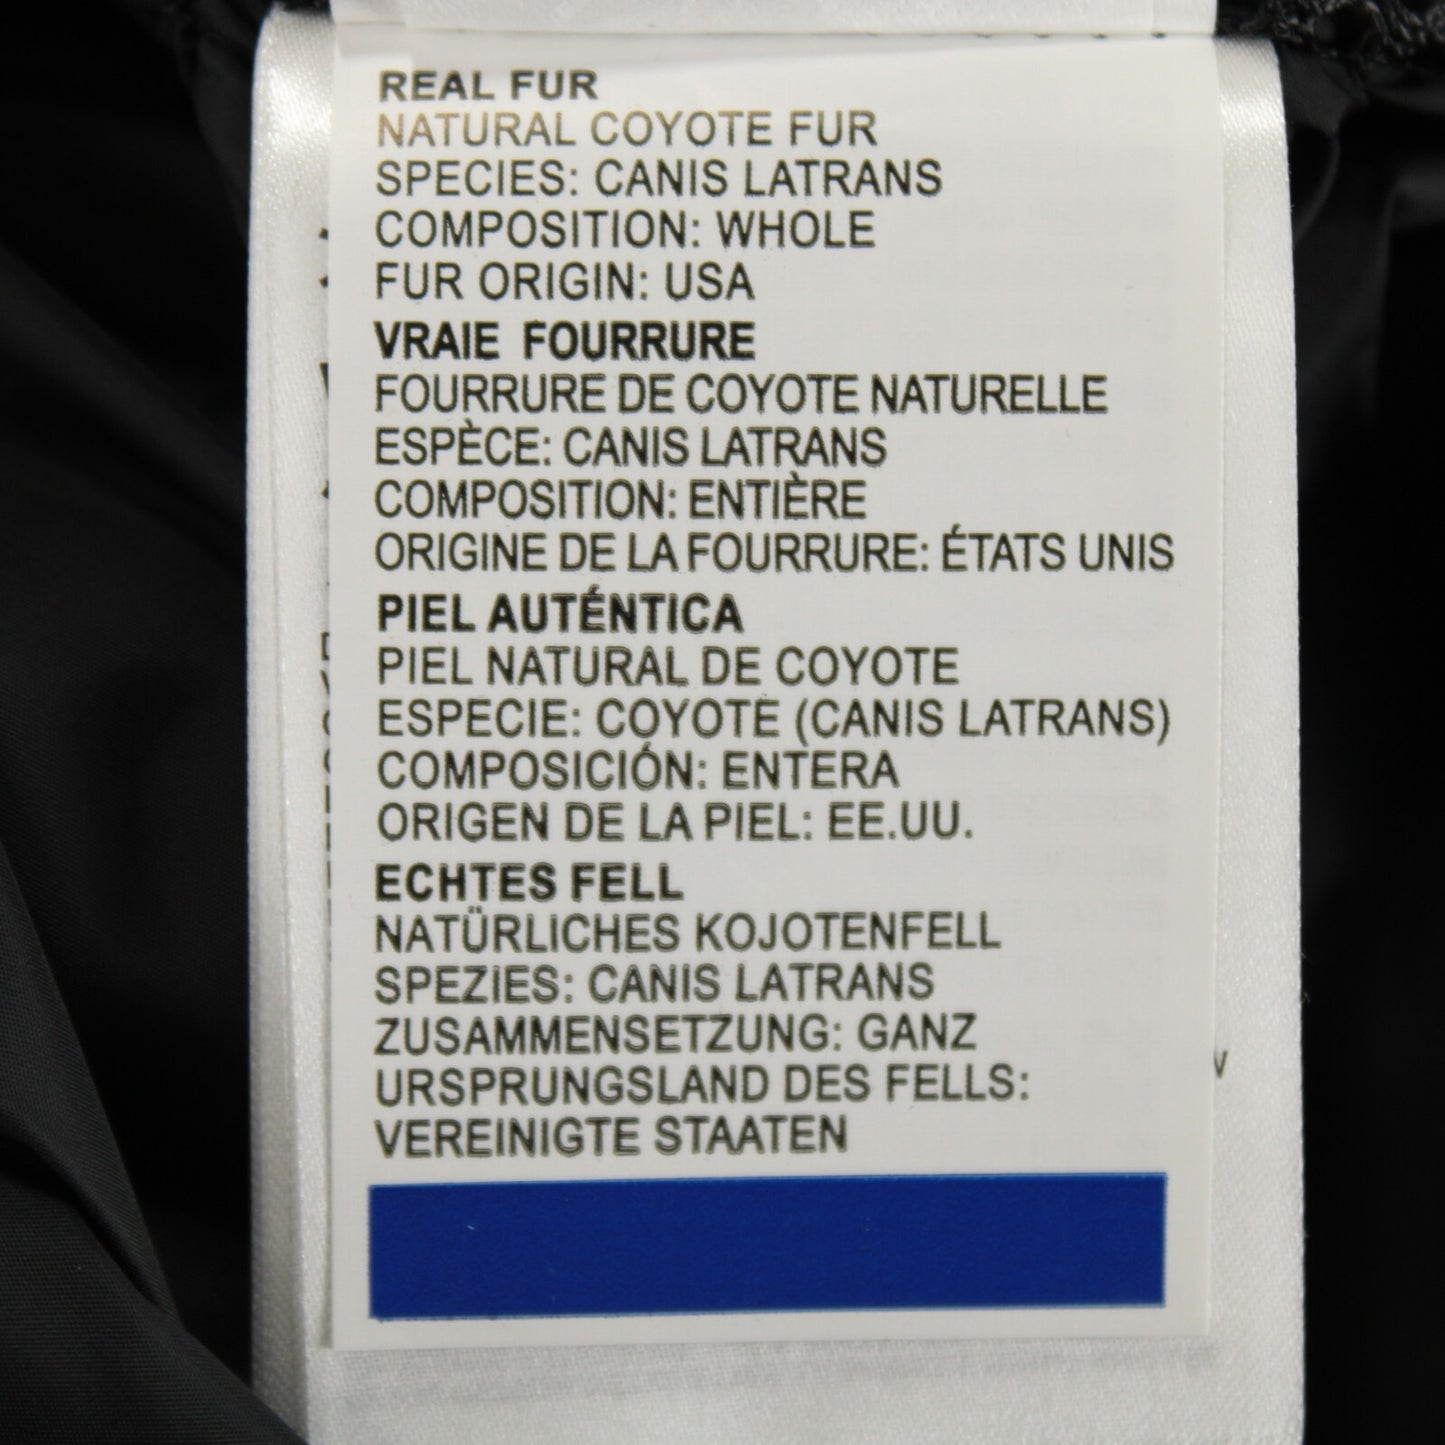 REAL FUR
NATURAL COYOTE FUR
SPECIES: CANIS LATRANS
COMPOSITION: WHOLE
FUR ORIGIN: USA
VRAIE FOURRURE
FOURRURE DE COYOTE NATURELLE
ESPÈCE: CANIS LATRANS
COMPOSITION: ENTIÈRE
ORIGINE DE LA FOURRURE: ÉTATS UNIS
PIEL AUTÉNTICA
PIEL NATURAL DE COYOTE
ESPECIE: COYOTE (CANIS LATRANS)
COMPOSICIÓN: ENTERA
ORIGEN DE LA PIEL: EE.UU.
ECHTES FELL
NATÜRLICHES KOJOTENFELL
SPEZIES: CANIS LATRANS
ZUSAMMENSETZUNG: GANZ
URSPRUNGSLAND DES FELLS:
VEREINIGTE STAATEN